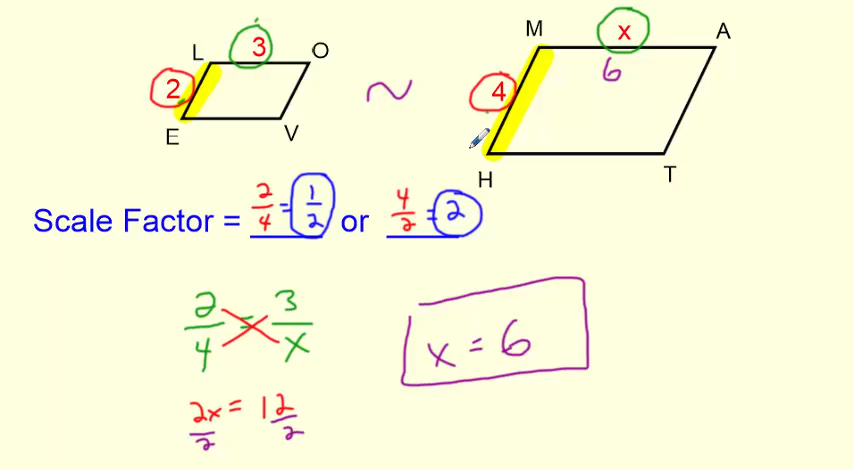 M x A
L 3 O
6
2 ~ 4
E V
H T
Scale Factor = 2/4 = 1/2 or 4/2 = 2
2/4 = 3/x
x = 6
2x = 12
2 2